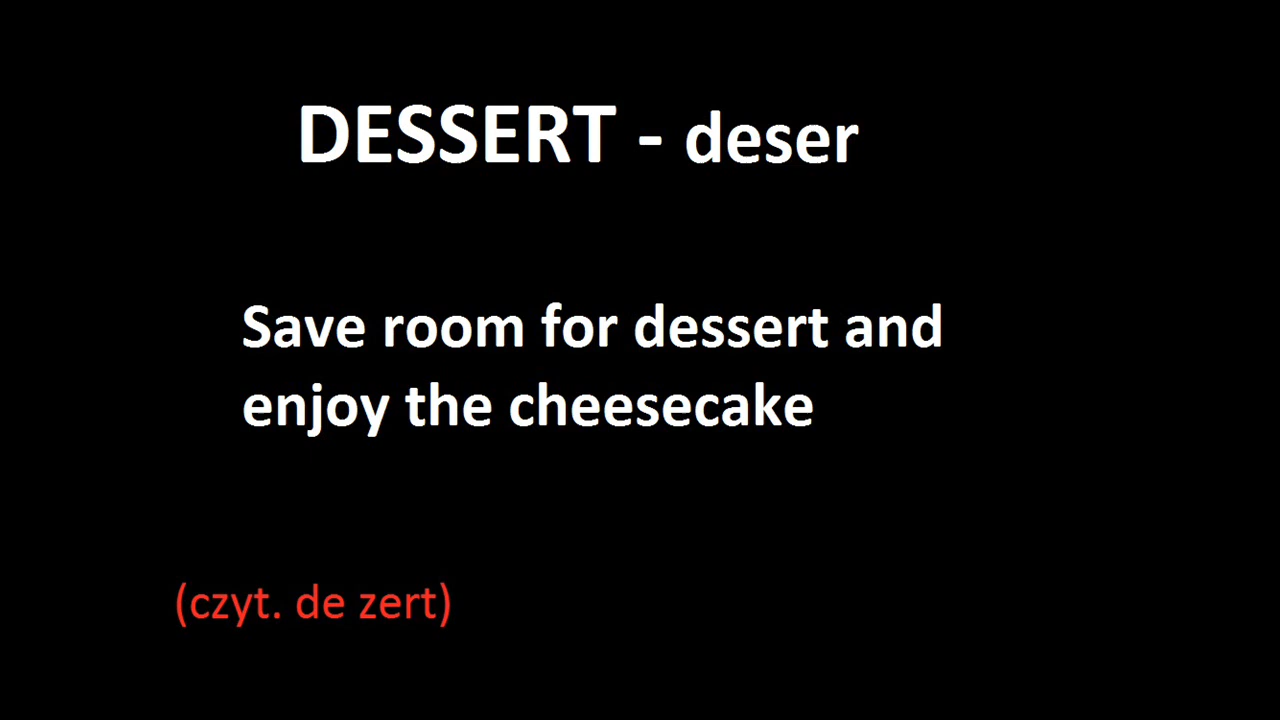 DESSERT - deser
Save room for dessert and
enjoy the cheesecake
(czyt. de zert)